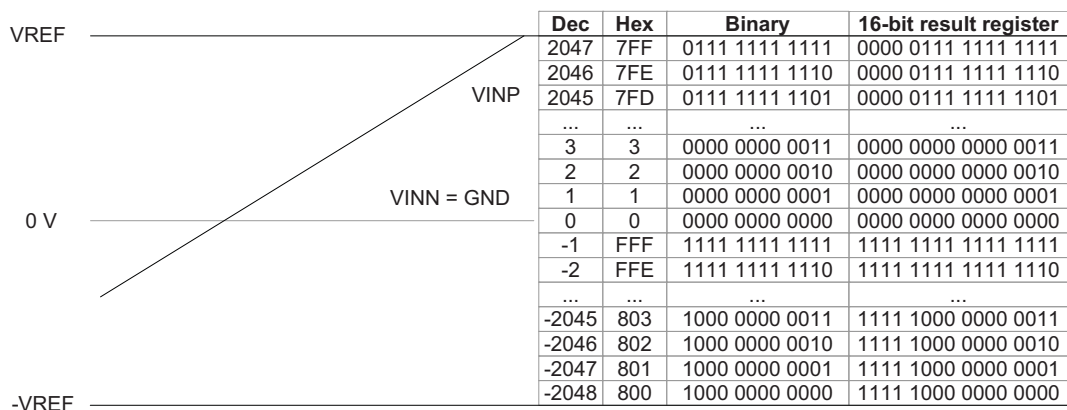 Dec Hex Binary 16-bit result register
VREF
2047 7FF 0111 1111 1111 0000 0111 1111 1111
2046 7FE 0111 1111 1110 0000 0111 1111 1110
VINP
2045 7FD 0111 1111 1101 0000 0111 1111 1101
... ... ... ...
3 3 0000 0000 0011 0000 0000 0000 0011
2 2 0000 0000 0010 0000 0000 0000 0010
VINN = GND
1 1 0000 0000 0001 0000 0000 0000 0001
0 V
0 0 0000 0000 0000 0000 0000 0000 0000
-1 FFF 1111 1111 1111 1111 1111 1111 1111
-2 FFE 1111 1111 1110 1111 1111 1111 1110
... ... ... ...
-2045 803 1000 0000 0011 1111 1000 0000 0011
-2046 802 1000 0000 0010 1111 1000 0000 0010
-2047 801 1000 0000 0001 1111 1000 0000 0001
-2048 800 1000 0000 0000 1111 1000 0000 0000
-VREF